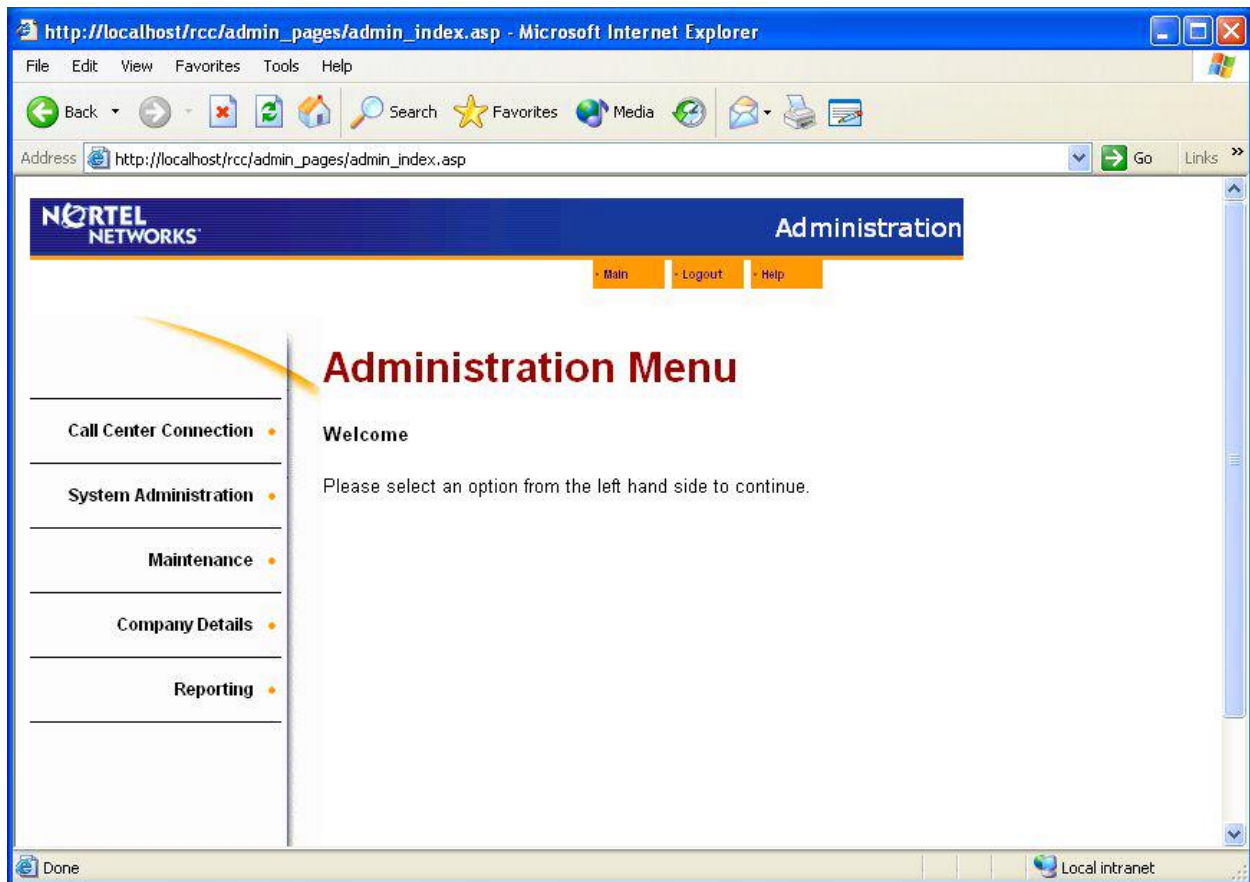 http://localhost/rcc/admin_pages/admin_index.asp - Microsoft Internet Explorer
File Edit View Favorites Tools Help
Back Search Favorites Media
Address http://localhost/rcc/admin_pages/admin_index.asp Go Links »
NORTEL
NETWORKS
Administration
Main Logout Help
Administration Menu
Call Center Connection
Welcome
System Administration
Please select an option from the left hand side to continue.
Maintenance
Company Details
Reporting
Done Local intranet